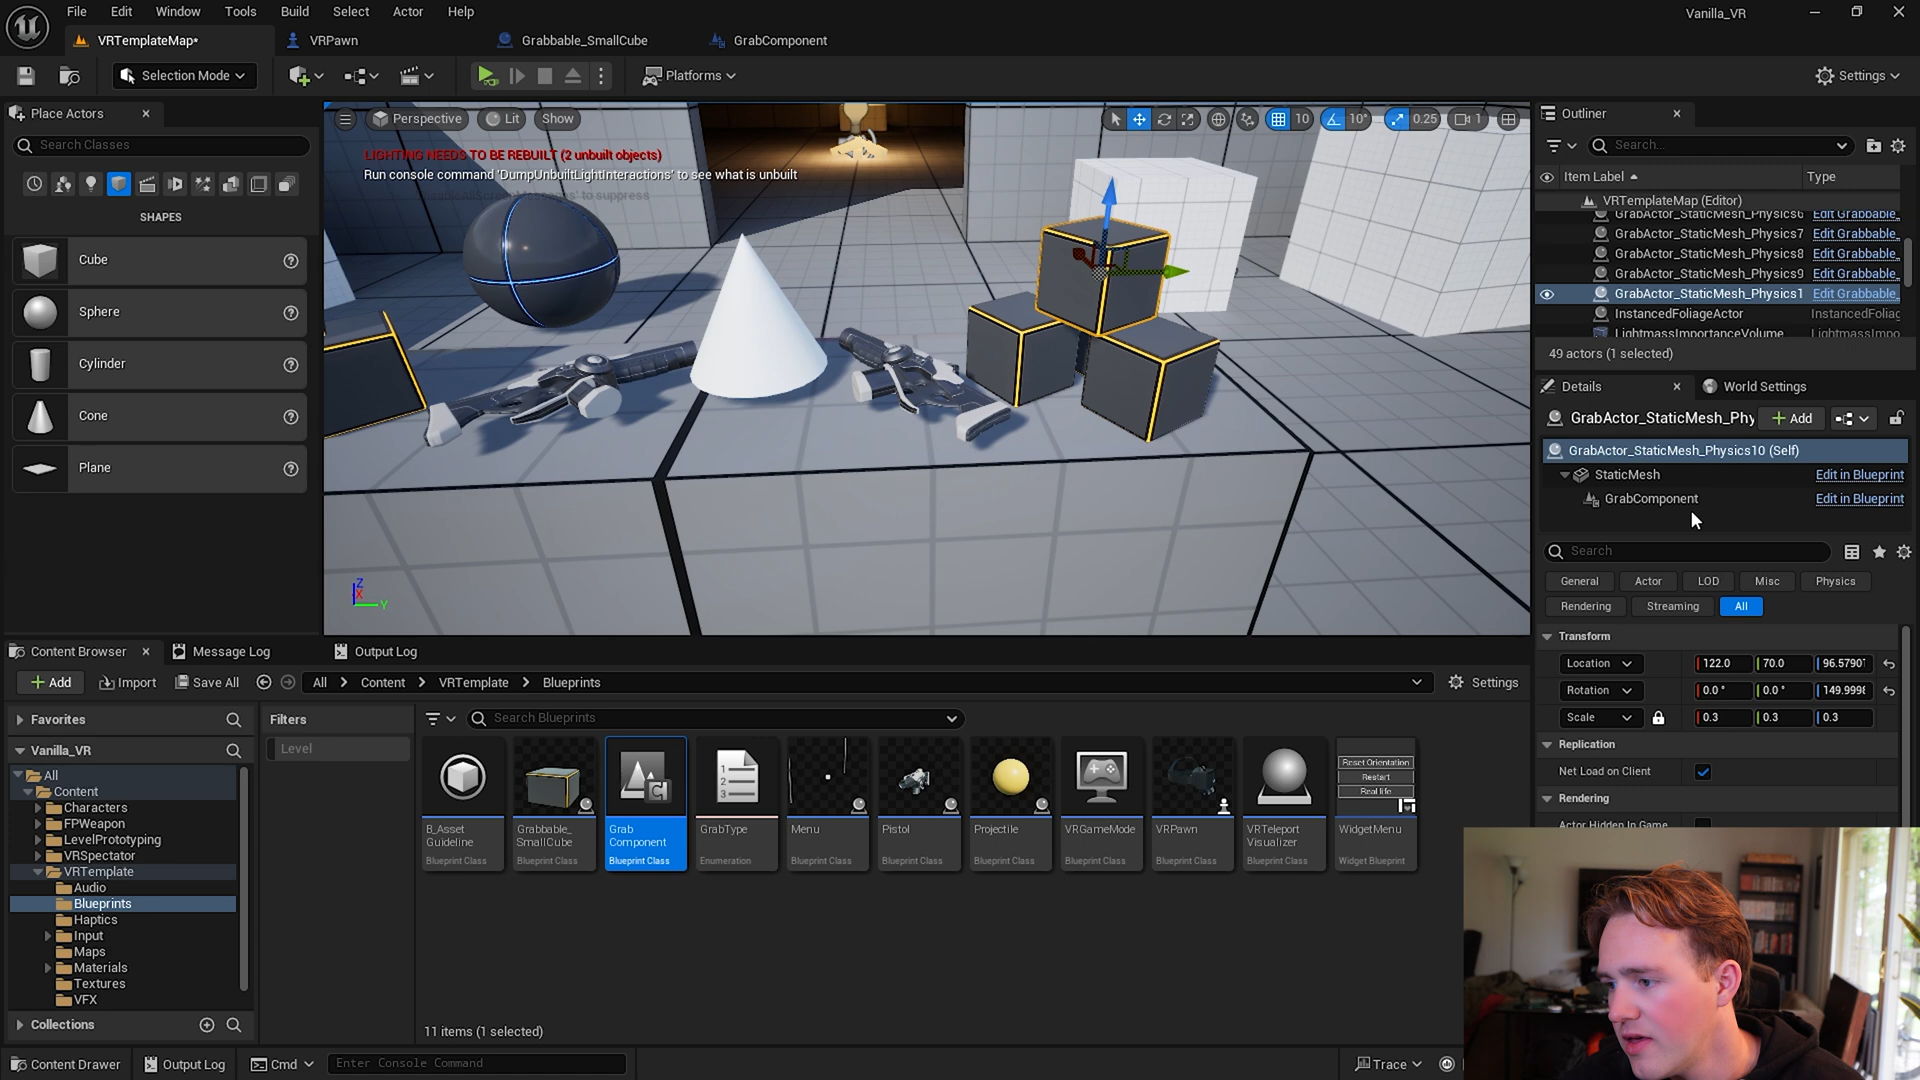 File Edit Window Tools Build Select Actor Help
Vanilla_VR
VRTemplateMap*
VRPawn
Grabbable_SmallCube
GrabComponent
Selection Mode
Platforms
Settings
Place Actors
Search Classes
SHAPES
Cube
Sphere
Cylinder
Cone
Plane
Perspective
Lit
Show
10
10°
0.25
1
LIGHTING NEEDS TO BE REBUILT (2 unbuilt objects)
Run console command 'DumpUnbuiltLightInteractions' to see what is unbuilt
Z
X
Y
Outliner
Search...
Item Label
Type
VRTemplateMap (Editor)
GrabActor_StaticMesh_Physics6 Edit Grabbable_
GrabActor_StaticMesh_Physics7 Edit Grabbable_
GrabActor_StaticMesh_Physics8 Edit Grabbable_
GrabActor_StaticMesh_Physics9 Edit Grabbable_
GrabActor_StaticMesh_Physics1 Edit Grabbable_
InstancedFoliageActor InstancedFoliag
LightmassImportanceVolume LightmassImpo
49 actors (1 selected)
Details
World Settings
GrabActor_StaticMesh_Phy
Add
GrabActor_StaticMesh_Physics10 (Self)
StaticMesh Edit in Blueprint
GrabComponent Edit in Blueprint
Search
General Actor LOD Misc Physics
Rendering Streaming All
Transform
Location 122.0 70.0 96.5790
Rotation 0.0 ° 0.0 ° 149.999
Scale 0.3 0.3 0.3
Replication
Net Load on Client
Rendering
Actor Hidden In Game
Content Browser
Message Log
Output Log
Add
Import
Save All
All > Content > VRTemplate > Blueprints
Settings
Favorites
Vanilla_VR
All
Content
Characters
FPWeapon
LevelPrototyping
VRSpectator
VRTemplate
Audio
Blueprints
Haptics
Input
Maps
Materials
Textures
VFX
Collections
Filters
Level
Search Blueprints
B_Asset
Guideline
Blueprint Class
Grabbable_
SmallCube
Blueprint Class
Grab
Component
Blueprint Class
1
2
3
GrabType
Enumeration
Menu
Blueprint Class
Pistol
Blueprint Class
Projectile
Blueprint Class
VRGameMode
Blueprint Class
VRPawn
Blueprint Class
VRTeleport
Visualizer
Blueprint Class
Reset Orientation
Restart
Real life
WidgetMenu
Widget Blueprint
11 items (1 selected)
Content Drawer
Output Log
Cmd
Enter Console Command
Trace